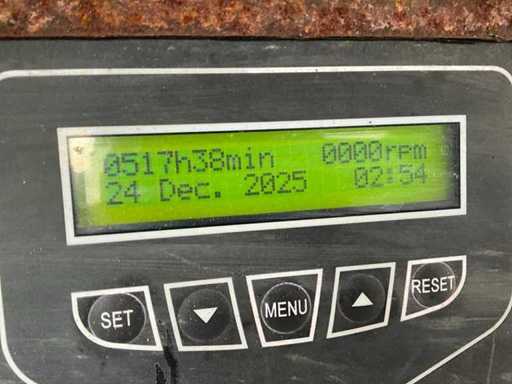 0517h38min 0000rpm
24 Dec. 2025 02:54
SET MENU RESET